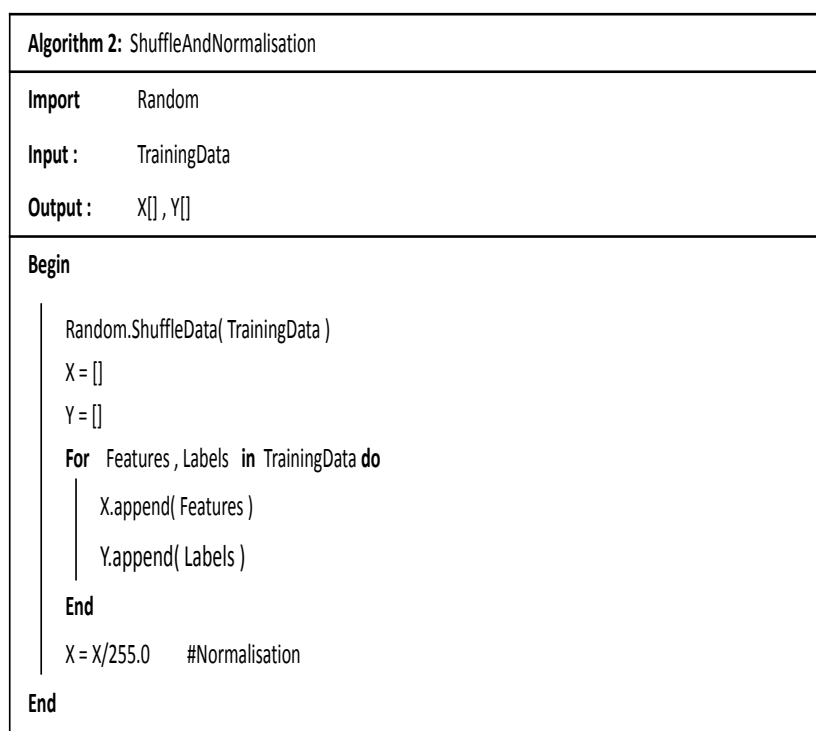 Algorithm 2: ShuffleAndNormalisation
Import Random
Input : TrainingData
Output : X[] , Y[]
Begin
Random.ShuffleData( TrainingData )
X = []
Y = []
For Features , Labels in TrainingData do
X.append( Features )
Y.append( Labels )
End
X = X/255.0 #Normalisation
End